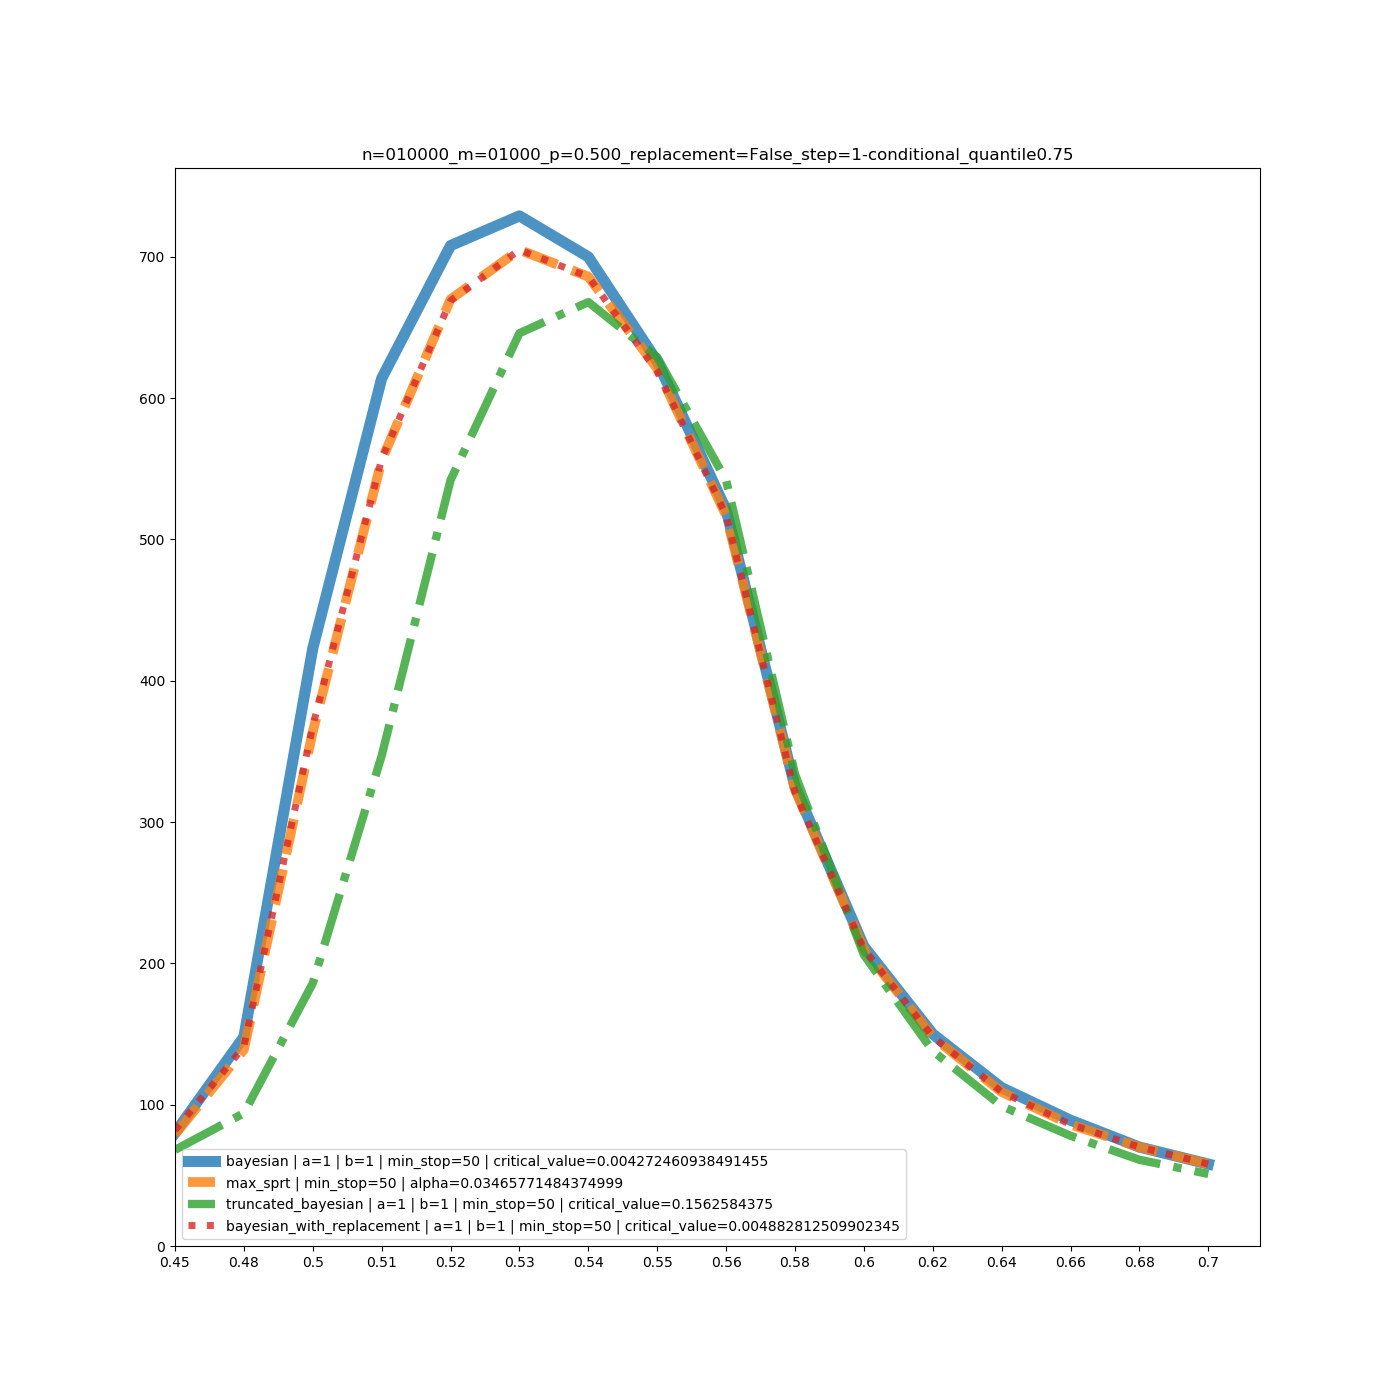 n=010000_m=01000_p=0.500_replacement=False_step=1-conditional_quantile0.75
700
600
500
400
300
200
100
0
bayesian | a=1 | b=1 | min_stop=50 | critical_value=0.004272460938491455
max_sprt | min_stop=50 | alpha=0.03465771484374999
truncated_bayesian | a=1 | b=1 | min_stop=50 | critical_value=0.1562584375
bayesian_with_replacement | a=1 | b=1 | min_stop=50 | critical_value=0.004882812509902345
0.45 0.48 0.5 0.51 0.52 0.53 0.54 0.55 0.56 0.58 0.6 0.62 0.64 0.66 0.68 0.7